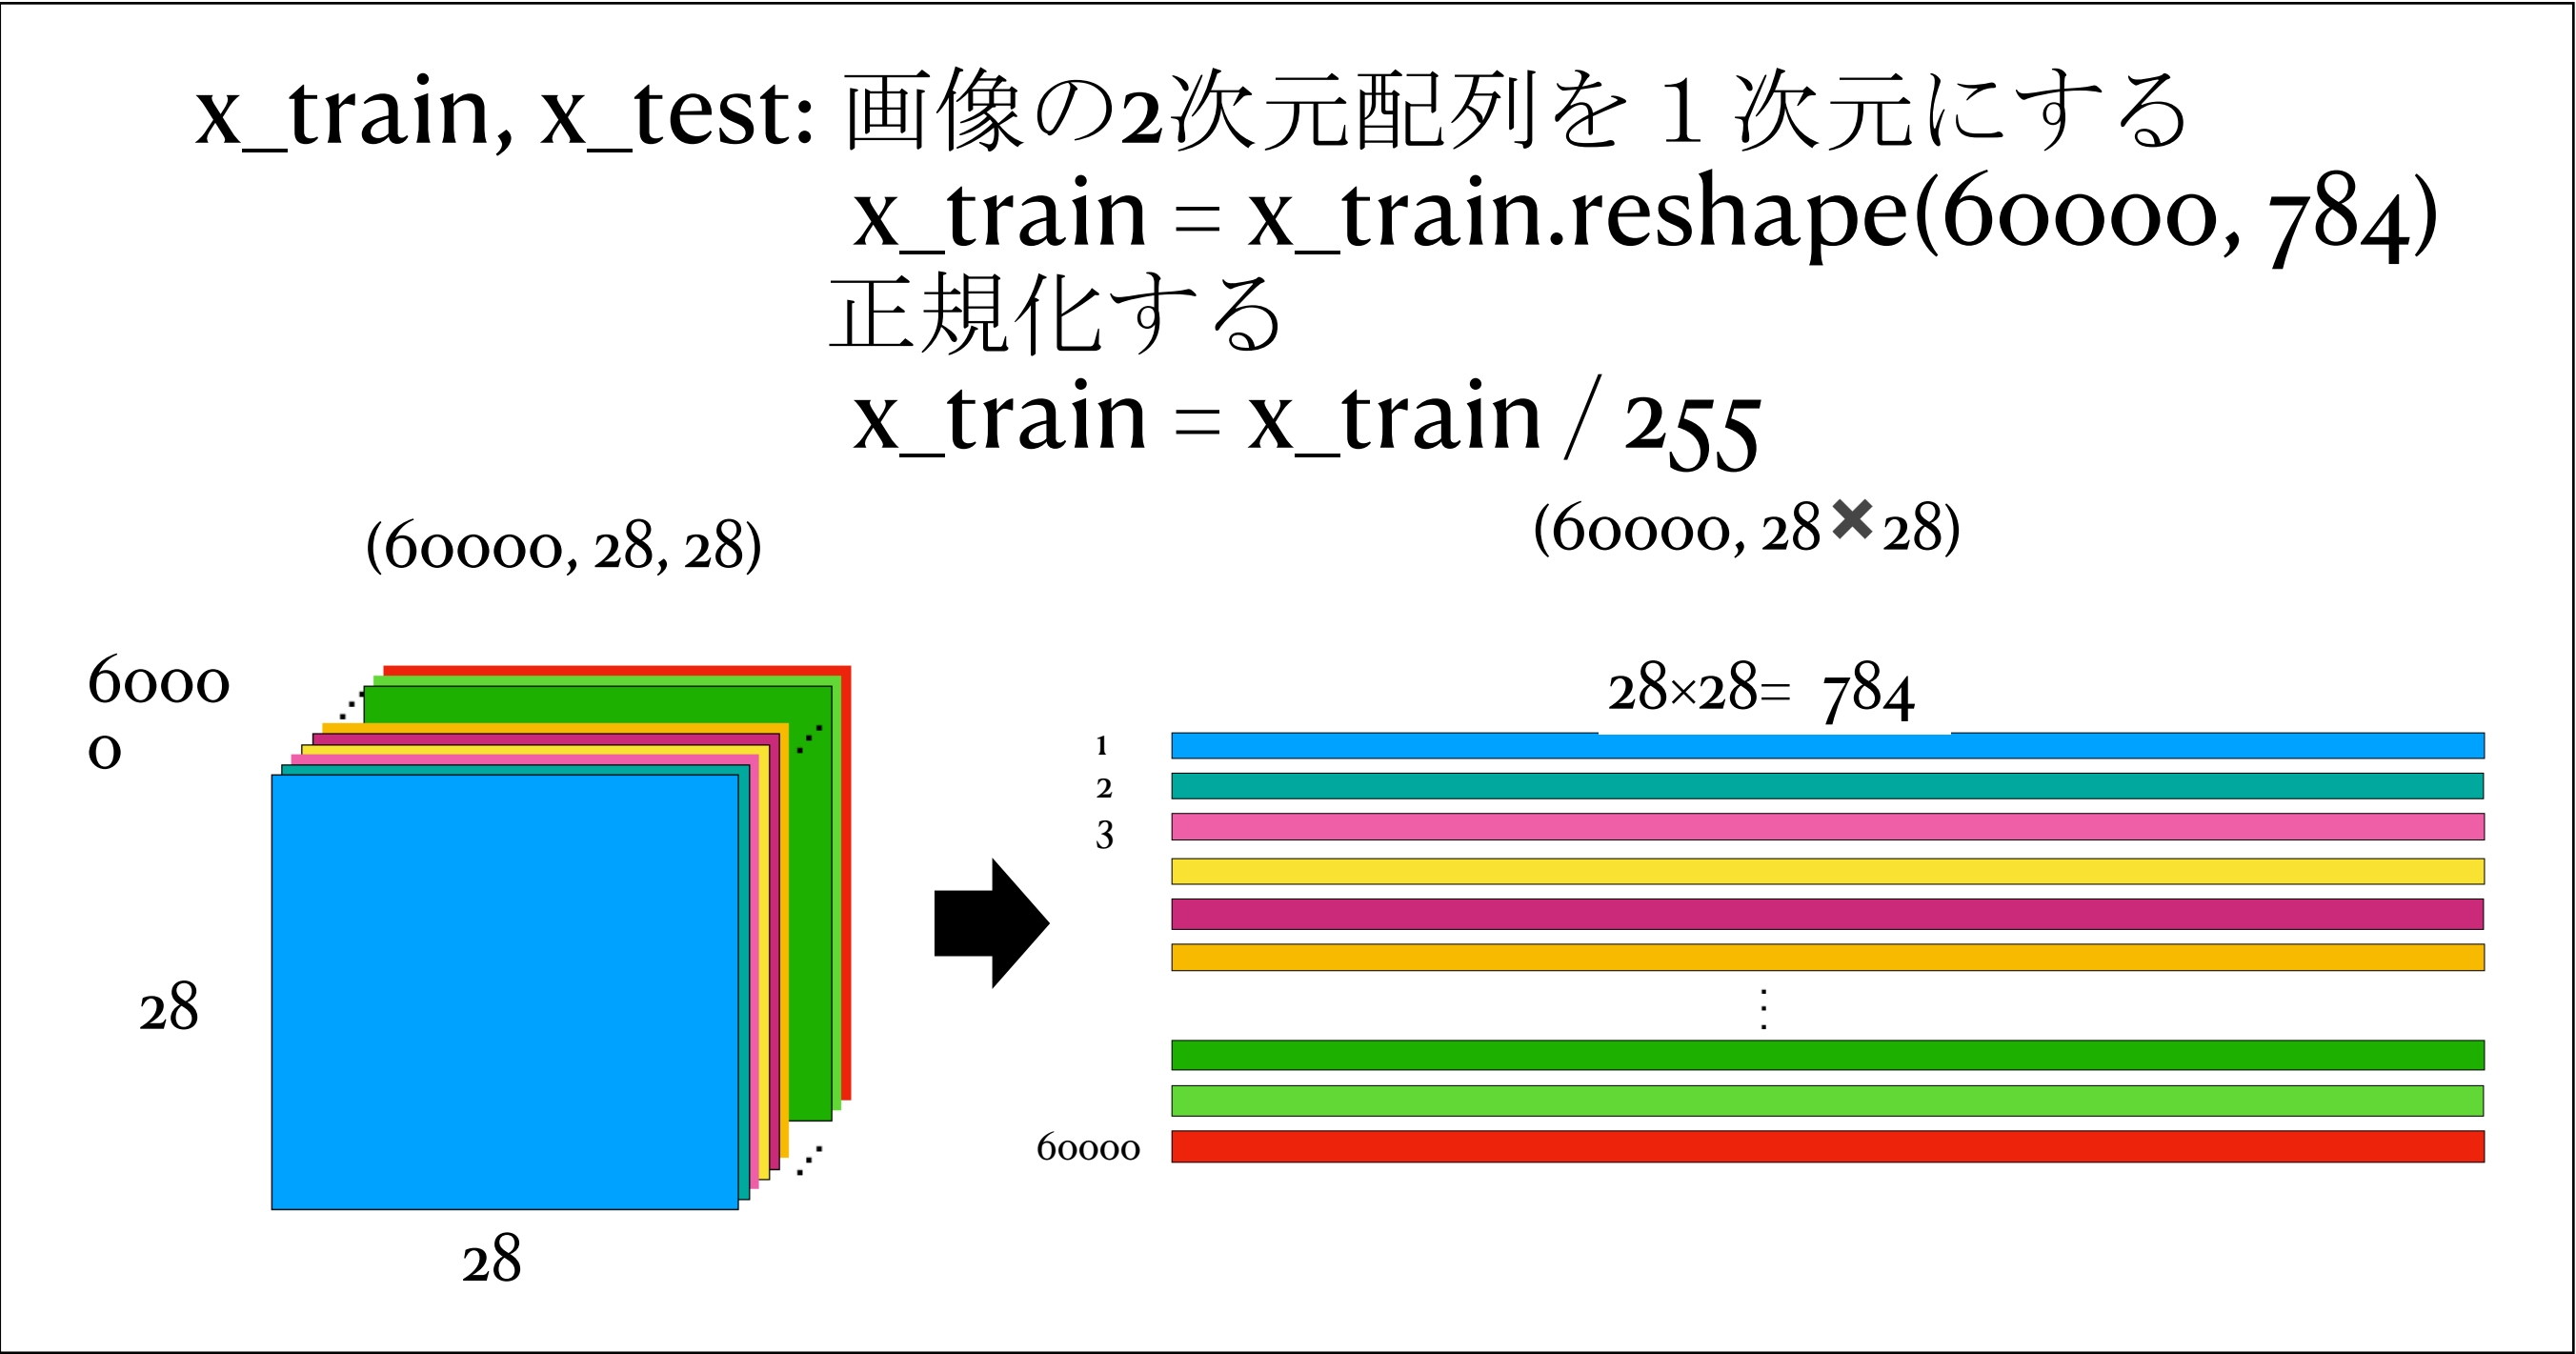 x_train, x_test: 画像の2次元配列を１次元にする
x_train = x_train.reshape(60000, 784)
正規化する
x_train = x_train / 255
(60000, 28, 28)
6000
0
28
28
(60000, 28✖28)
28×28= 784
1
2
3
⋮
60000